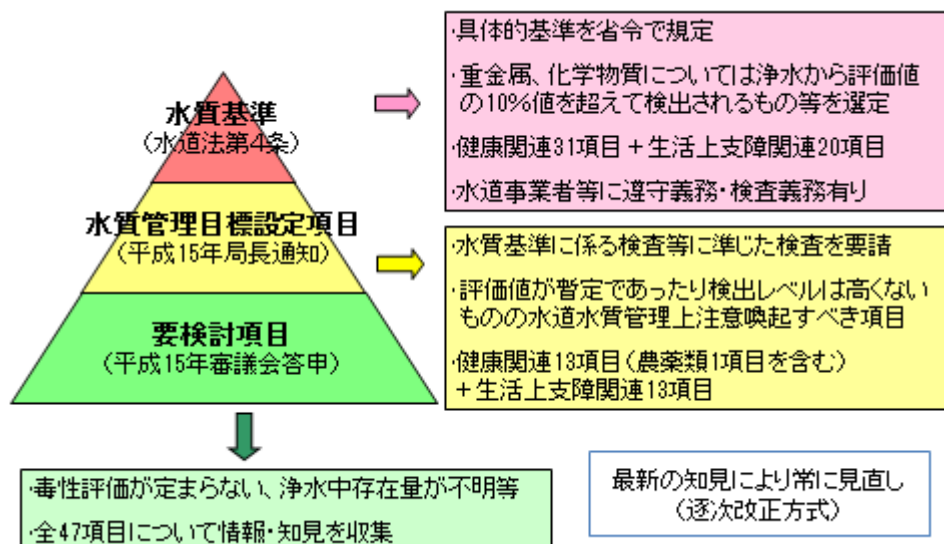 水質基準
(水道法第4条)
水質管理目標設定項目
(平成15年局長通知)
要検討項目
(平成15年審議会答申)
・具体的基準を省令で規定
・重金属、化学物質については浄水から評価値
の10%値を超えて検出されるもの等を選定
・健康関連31項目+生活上支障関連20項目
・水道事業者等に遵守義務・検査義務有り
・水質基準に係る検査等に準じた検査を要請
・評価値が暫定であったり検出レベルは高くない
ものの水道水質管理上注意喚起すべき項目
・健康関連13項目(農薬類1項目を含む)
+生活上支障関連13項目
・毒性評価が定まらない、浄水中存在量が不明等
・全47項目について情報・知見を収集
最新の知見により常に見直し
(逐次改正方式)